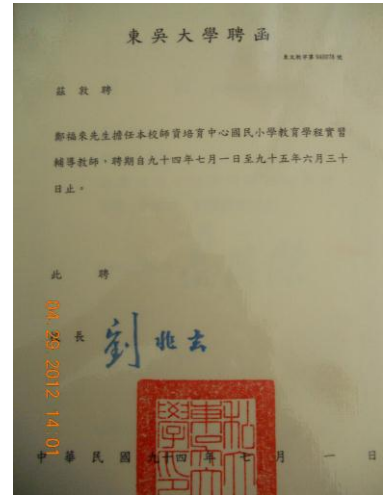 東吳大學聘函
茲敦聘
鄭福來先生擔任本校師資培育中心國民小學教育學程實習
輔導教師,聘期自九十四年七月一日至九十五年六月三十
日止。
此聘
長 劉兆玄
04.29.2012 14:01
中華民國九十四年七月一日